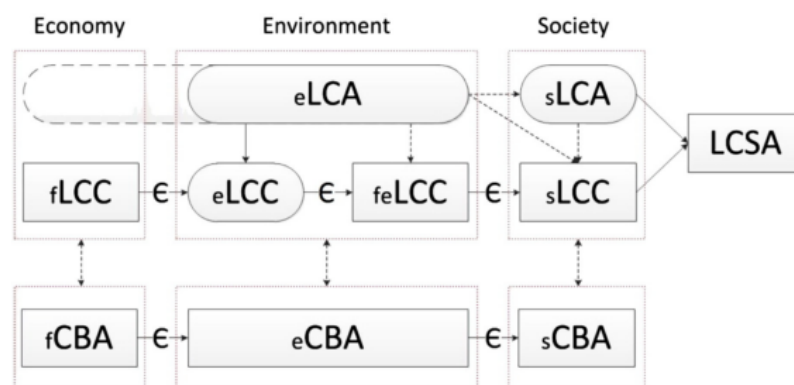 Economy Environment Society
eLCA sLCA
LCSA
fLCC Є eLCC Є feLCC Є sLCC
fCBA Є eCBA Є sCBA